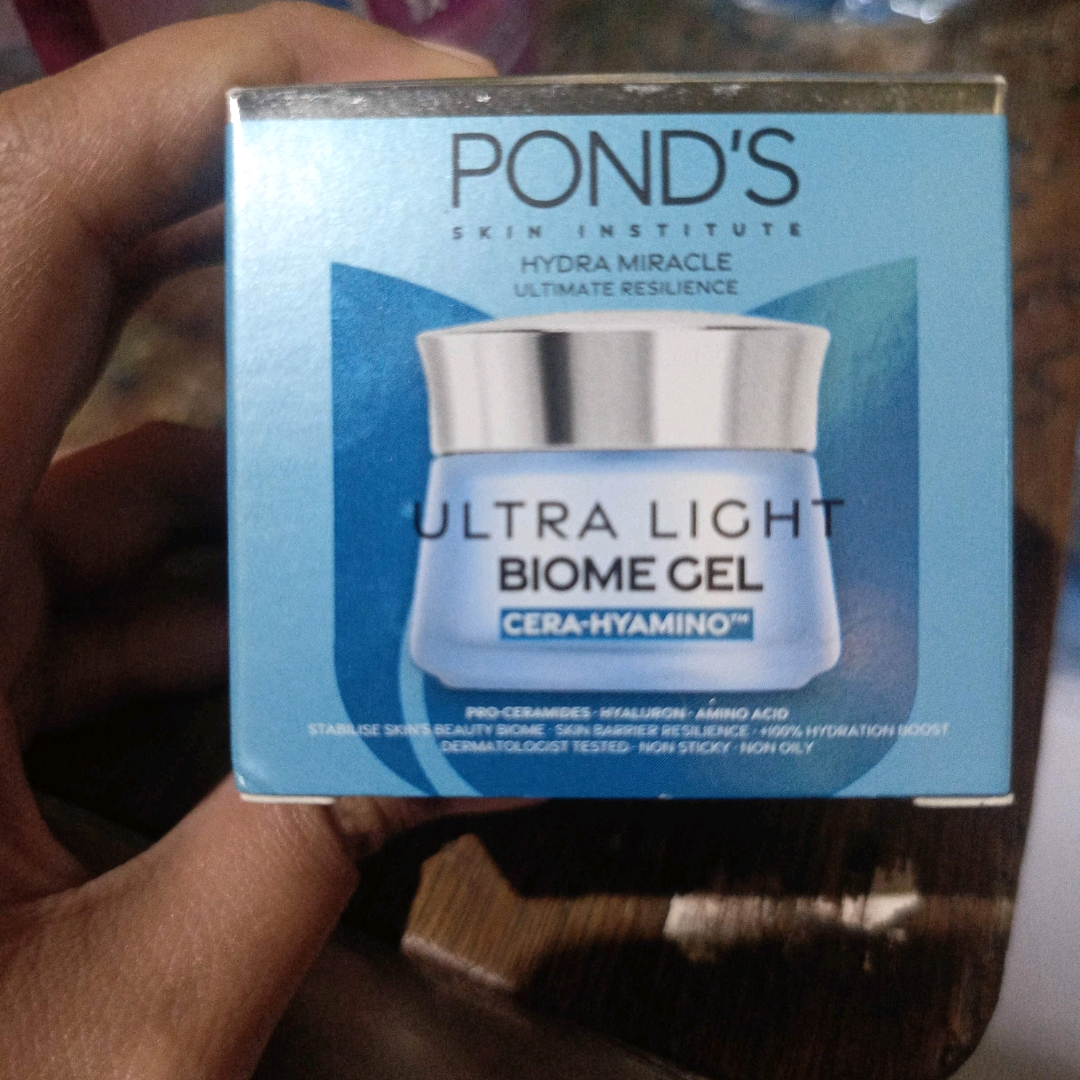 POND'S
SKIN INSTITUTE
HYDRA MIRACLE
ULTIMATE RESILIENCE
ULTRA LIGHT
BIOME GEL
CERA-HYAMINO™
PRO-CERAMIDES · HYALURON · AMINO ACID
STABILISE SKIN'S BEAUTY BIOME · SKIN BARRIER RESILIENCE · +100% HYDRATION BOOST
DERMATOLOGIST TESTED · NON STICKY · NON OILY